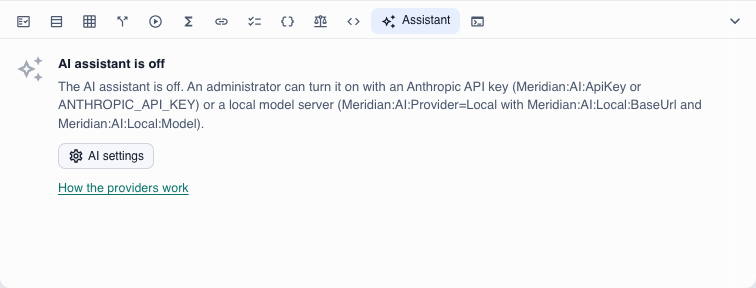 Assistant
AI assistant is off
The AI assistant is off. An administrator can turn it on with an Anthropic API key (Meridian:AI:ApiKey or
ANTHROPIC_API_KEY) or a local model server (Meridian:AI:Provider=Local with Meridian:AI:Local:BaseUrl and
Meridian:AI:Local:Model).
AI settings
How the providers work